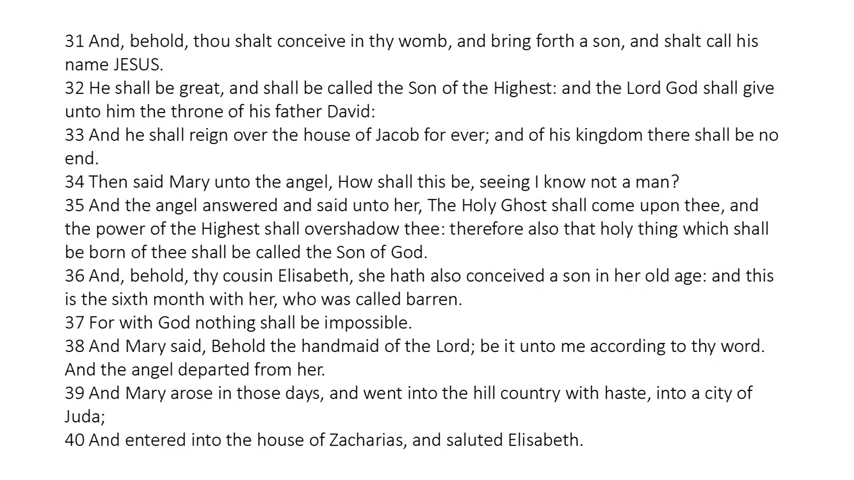 31 And, behold, thou shalt conceive in thy womb, and bring forth a son, and shalt call his
name JESUS.
32 He shall be great, and shall be called the Son of the Highest: and the Lord God shall give
unto him the throne of his father David:
33 And he shall reign over the house of Jacob for ever; and of his kingdom there shall be no
end.
34 Then said Mary unto the angel, How shall this be, seeing I know not a man?
35 And the angel answered and said unto her, The Holy Ghost shall come upon thee, and
the power of the Highest shall overshadow thee: therefore also that holy thing which shall
be born of thee shall be called the Son of God.
36 And, behold, thy cousin Elisabeth, she hath also conceived a son in her old age: and this
is the sixth month with her, who was called barren.
37 For with God nothing shall be impossible.
38 And Mary said, Behold the handmaid of the Lord; be it unto me according to thy word.
And the angel departed from her.
39 And Mary arose in those days, and went into the hill country with haste, into a city of
Juda;
40 And entered into the house of Zacharias, and saluted Elisabeth.